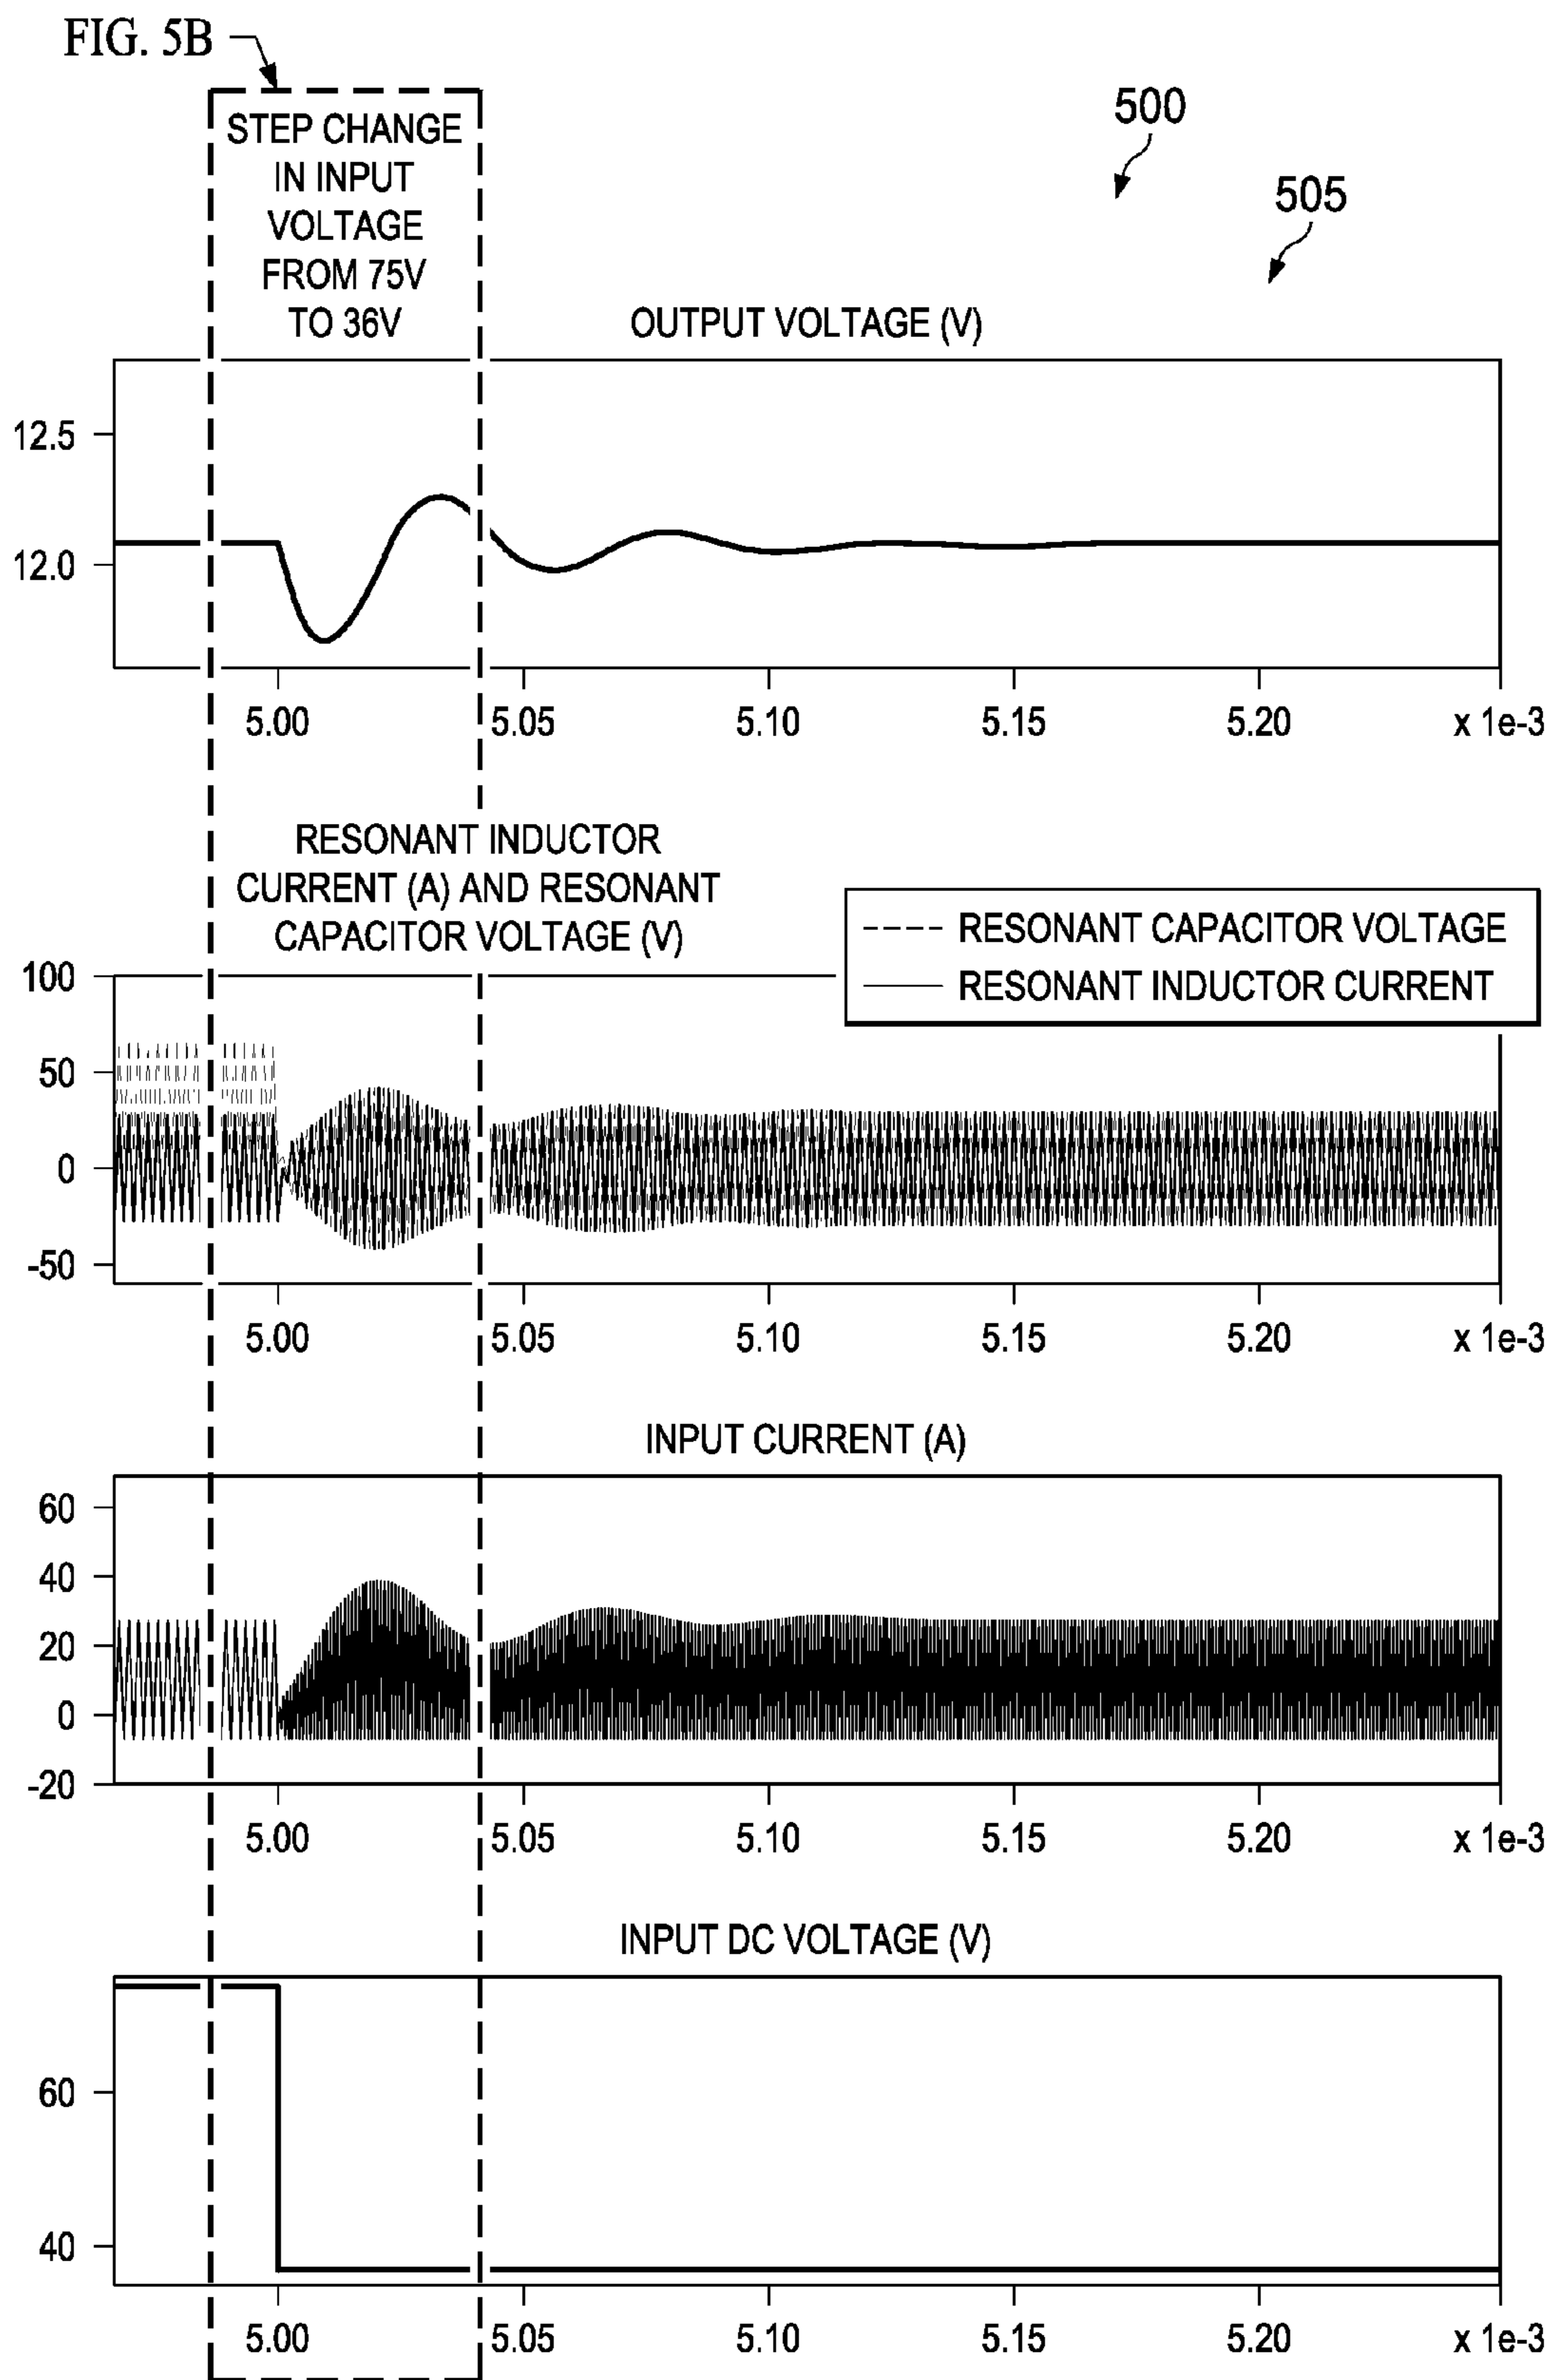 FIG. 5B
STEP CHANGE
IN INPUT
VOLTAGE
FROM 75V
TO 36V
500
505
OUTPUT VOLTAGE (V)
12.5
12.0
5.00 5.05 5.10 5.15 5.20 x 1e-3
RESONANT INDUCTOR
CURRENT (A) AND RESONANT
CAPACITOR VOLTAGE (V)
RESONANT CAPACITOR VOLTAGE
RESONANT INDUCTOR CURRENT
100
50
0
-50
5.00 5.05 5.10 5.15 5.20 x 1e-3
INPUT CURRENT (A)
60
40
20
0
-20
5.00 5.05 5.10 5.15 5.20 x 1e-3
INPUT DC VOLTAGE (V)
60
40
5.00 5.05 5.10 5.15 5.20 x 1e-3